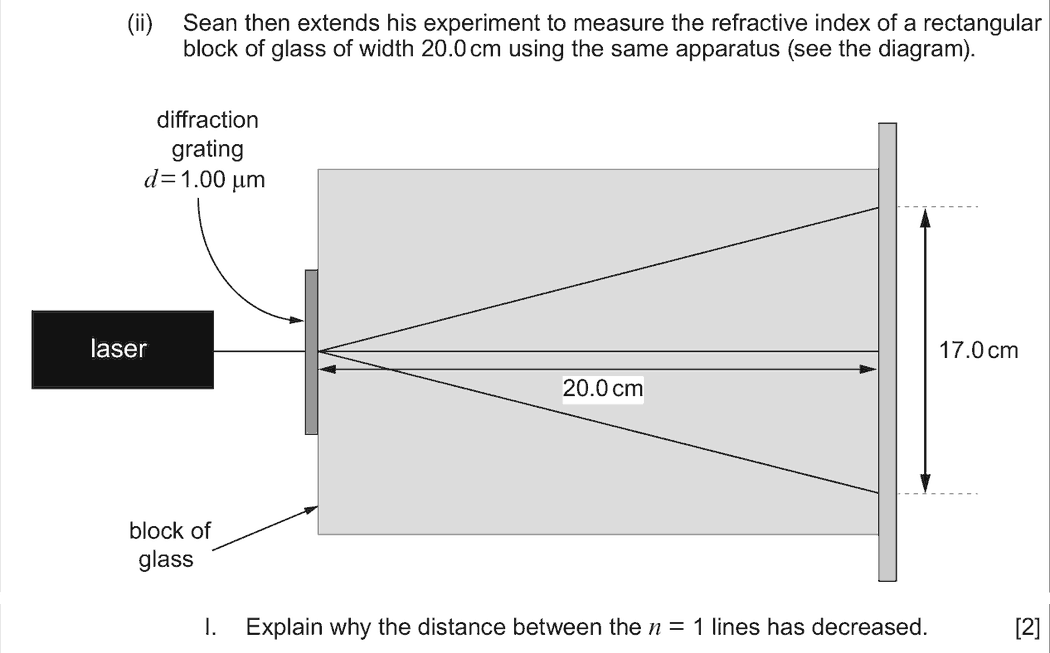 (ii) Sean then extends his experiment to measure the refractive index of a rectangular
block of glass of width 20.0 cm using the same apparatus (see the diagram).
diffraction
grating
d = 1.00 µm
laser
17.0 cm
20.0 cm
block of
glass
I. Explain why the distance between the n = 1 lines has decreased. [2]